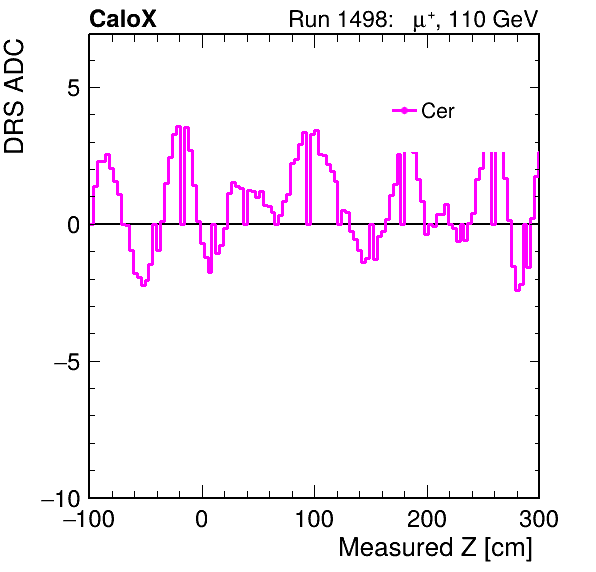 CaloX
Run 1498: μ⁺, 110 GeV
DRS ADC
Cer
5
0
−5
−10
−100 0 100 200 300
Measured Z [cm]